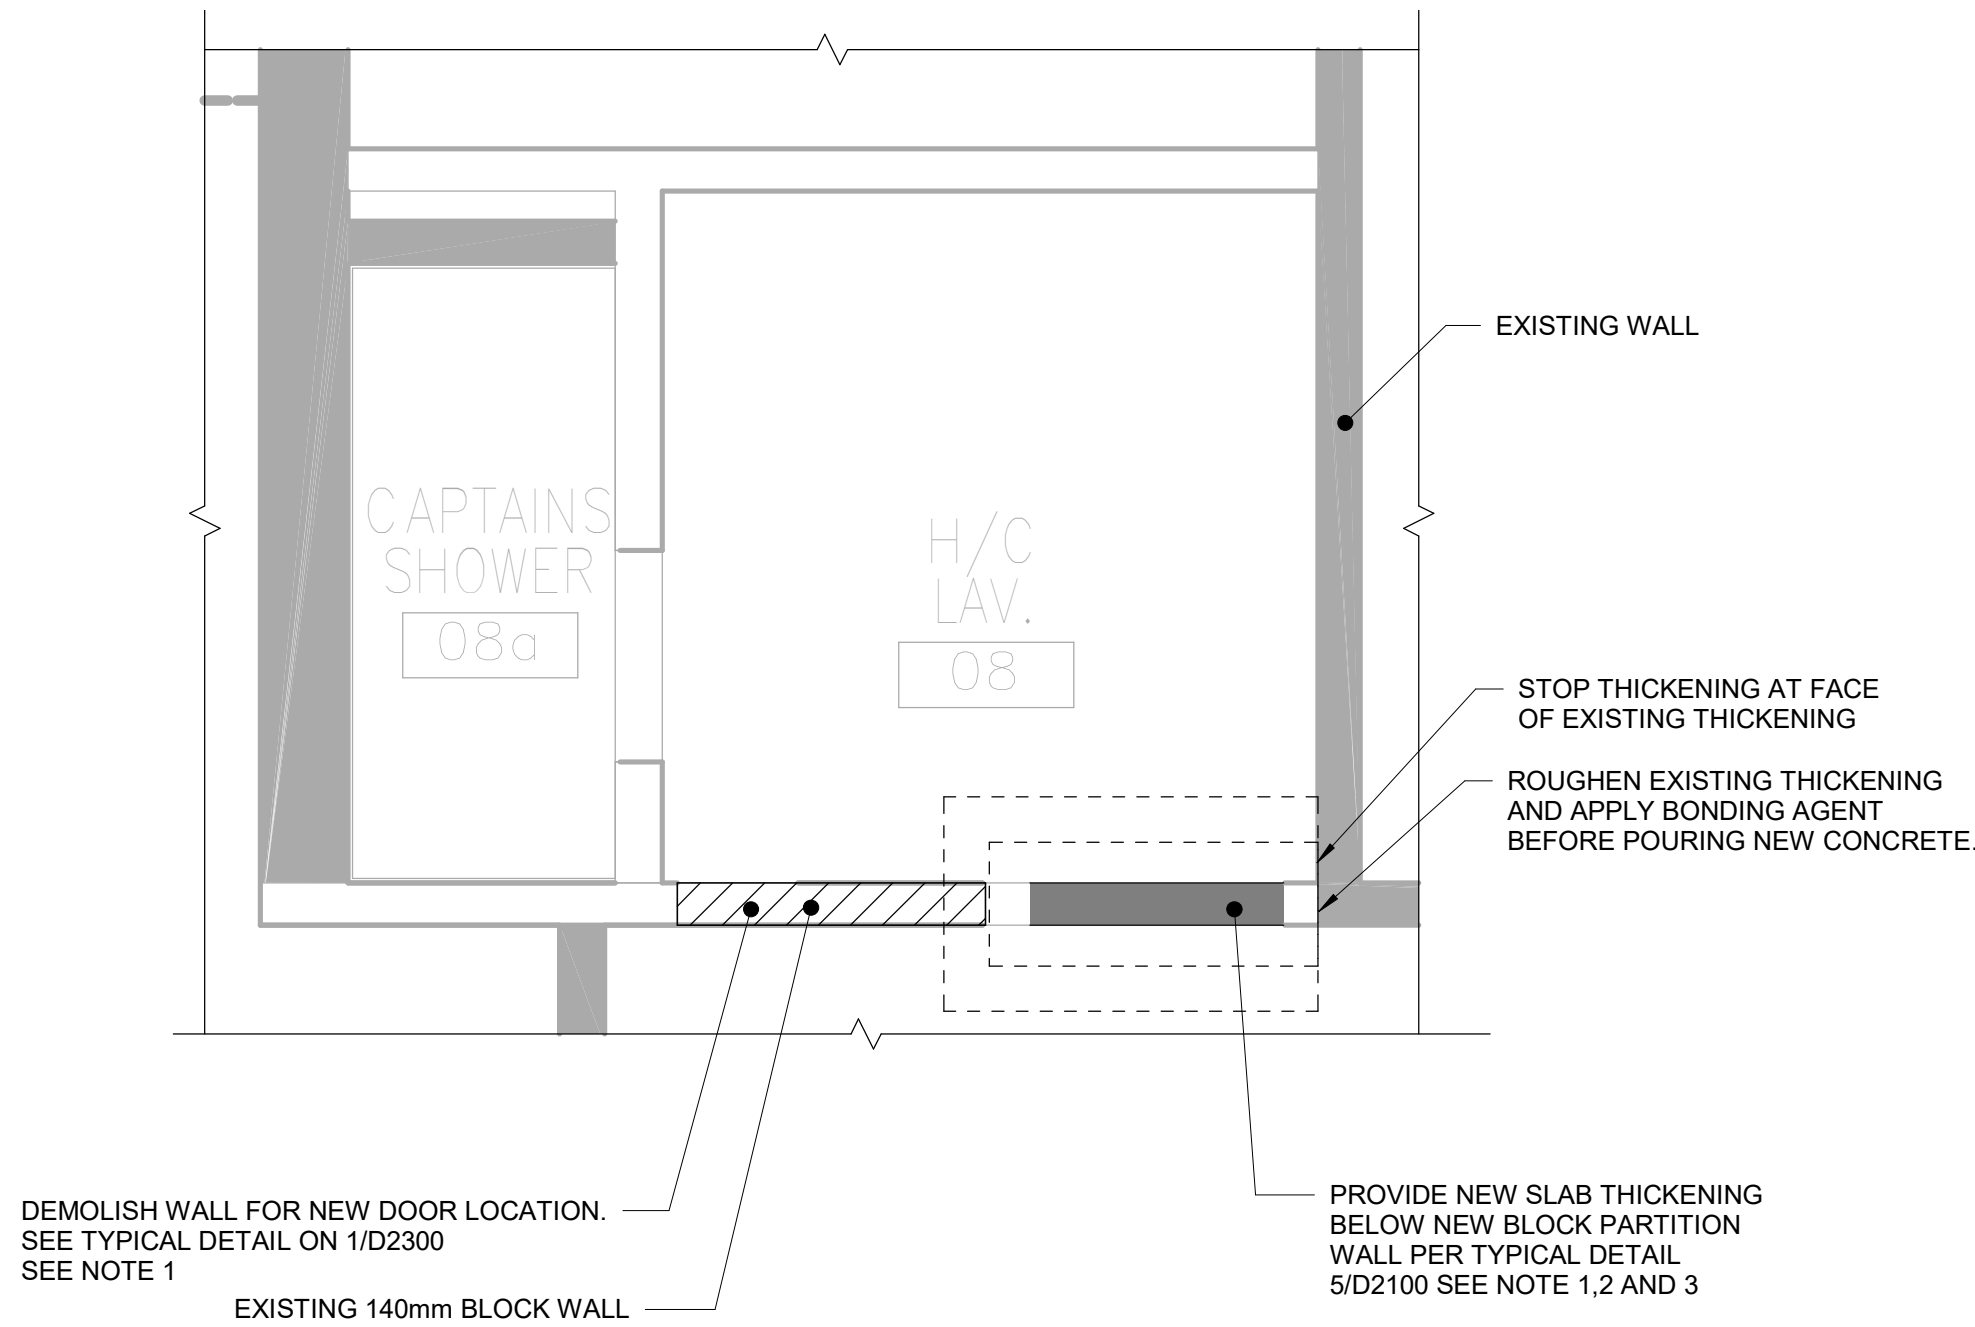 EXISTING WALL
CAPTAINS
SHOWER
08a
H/C
LAV.
08
STOP THICKENING AT FACE
OF EXISTING THICKENING
ROUGHEN EXISTING THICKENING
AND APPLY BONDING AGENT
BEFORE POURING NEW CONCRETE.
DEMOLISH WALL FOR NEW DOOR LOCATION.
SEE TYPICAL DETAIL ON 1/D2300
SEE NOTE 1
EXISTING 140mm BLOCK WALL
PROVIDE NEW SLAB THICKENING
BELOW NEW BLOCK PARTITION
WALL PER TYPICAL DETAIL
5/D2100 SEE NOTE 1,2 AND 3